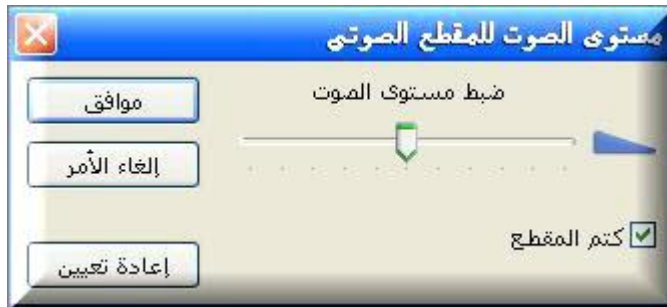 مستوى الصوت للمقطع الصوتي
ضبط مستوى الصوت
موافق
إلغاء الأمر
كتم المقطع
إعادة تعيين